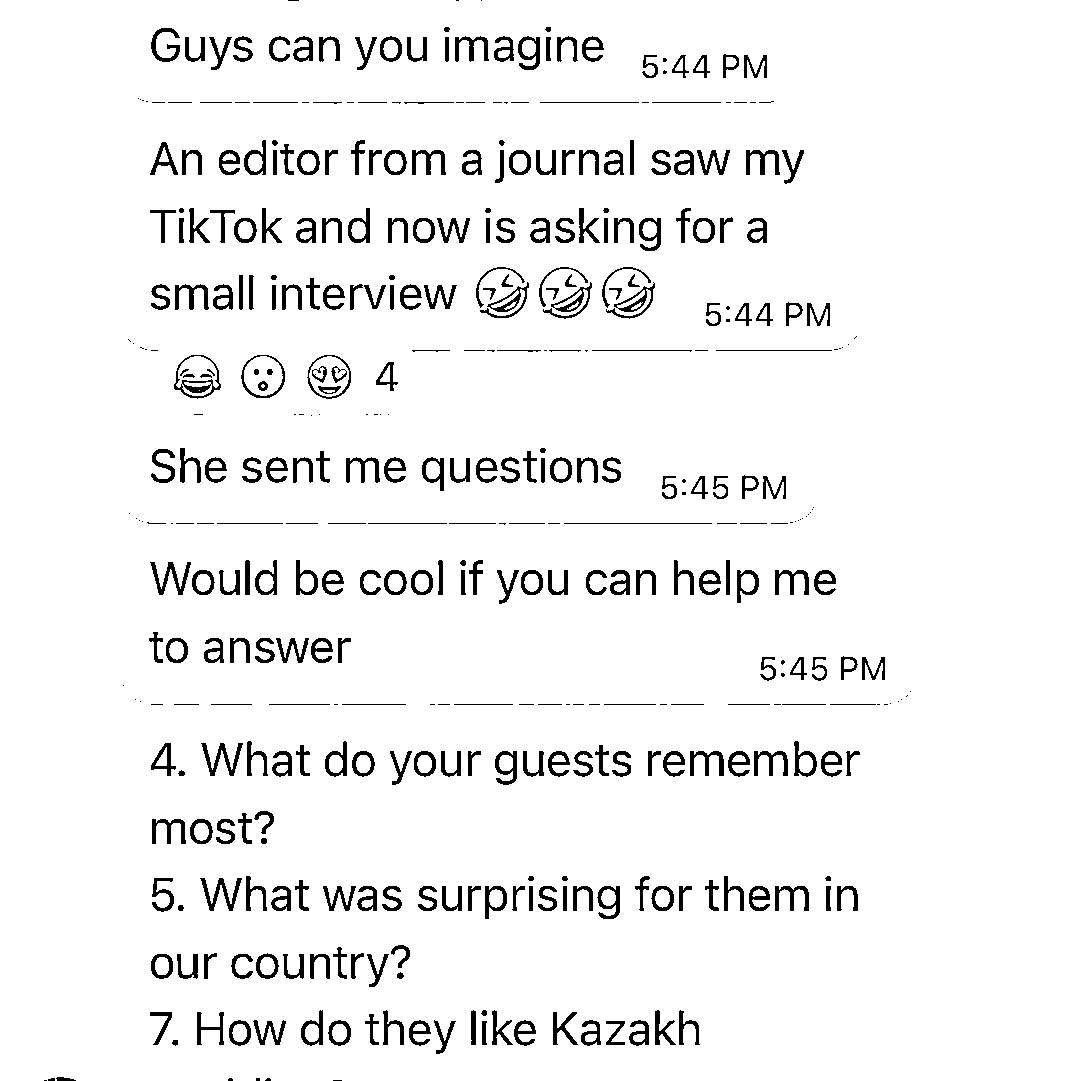 Guys can you imagine 5:44 PM
An editor from a journal saw my
TikTok and now is asking for a
small interview 🤣🤣🤣 5:44 PM
😂 😯 😍 4
She sent me questions 5:45 PM
Would be cool if you can help me
to answer 5:45 PM
4. What do your guests remember
most?
5. What was surprising for them in
our country?
7. How do they like Kazakh